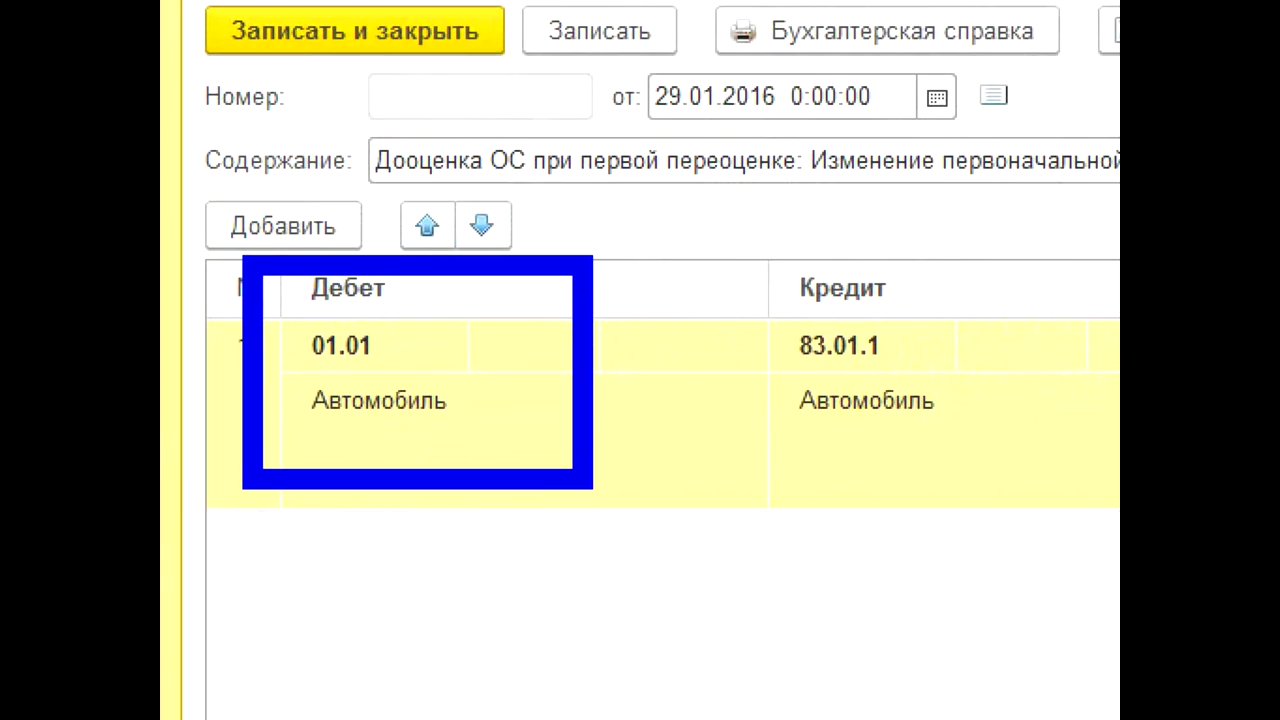 Записать и закрыть Записать Бухгалтерская справка
Номер: от: 29.01.2016 0:00:00
Содержание: Дооценка ОС при первой переоценке: Изменение первоначальной
Добавить
Дебет Кредит
01.01 83.01.1
Автомобиль Автомобиль